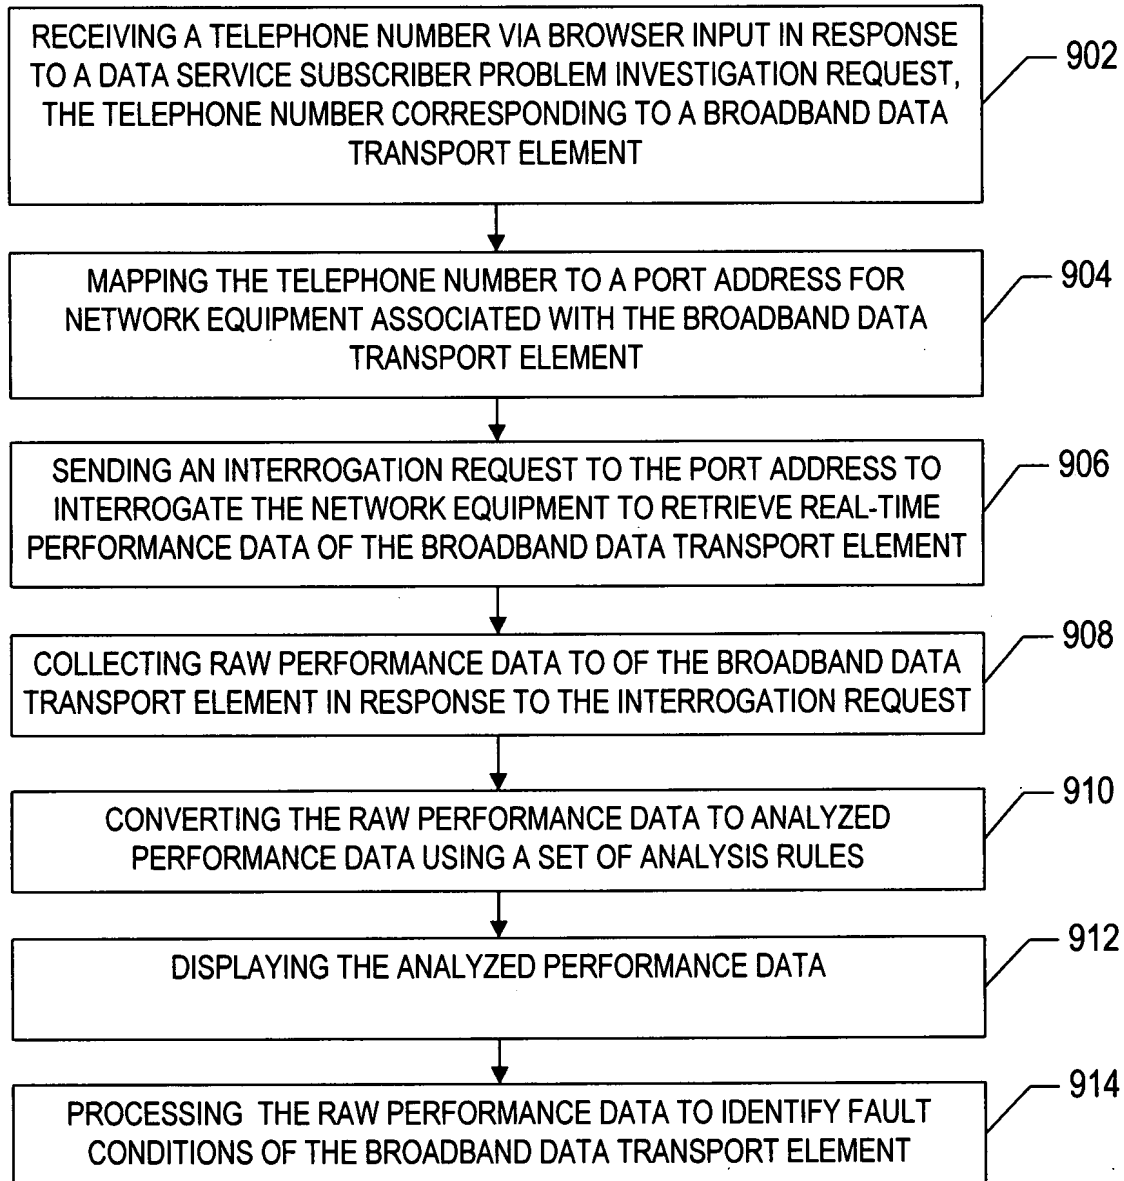 RECEIVING A TELEPHONE NUMBER VIA BROWSER INPUT IN RESPONSE
TO A DATA SERVICE SUBSCRIBER PROBLEM INVESTIGATION REQUEST,
THE TELEPHONE NUMBER CORRESPONDING TO A BROADBAND DATA
TRANSPORT ELEMENT
902
MAPPING THE TELEPHONE NUMBER TO A PORT ADDRESS FOR
NETWORK EQUIPMENT ASSOCIATED WITH THE BROADBAND DATA
TRANSPORT ELEMENT
904
SENDING AN INTERROGATION REQUEST TO THE PORT ADDRESS TO
INTERROGATE THE NETWORK EQUIPMENT TO RETRIEVE REAL-TIME
PERFORMANCE DATA OF THE BROADBAND DATA TRANSPORT ELEMENT
906
COLLECTING RAW PERFORMANCE DATA TO OF THE BROADBAND DATA
TRANSPORT ELEMENT IN RESPONSE TO THE INTERROGATION REQUEST
908
CONVERTING THE RAW PERFORMANCE DATA TO ANALYZED
PERFORMANCE DATA USING A SET OF ANALYSIS RULES
910
DISPLAYING THE ANALYZED PERFORMANCE DATA
912
PROCESSING THE RAW PERFORMANCE DATA TO IDENTIFY FAULT
CONDITIONS OF THE BROADBAND DATA TRANSPORT ELEMENT
914